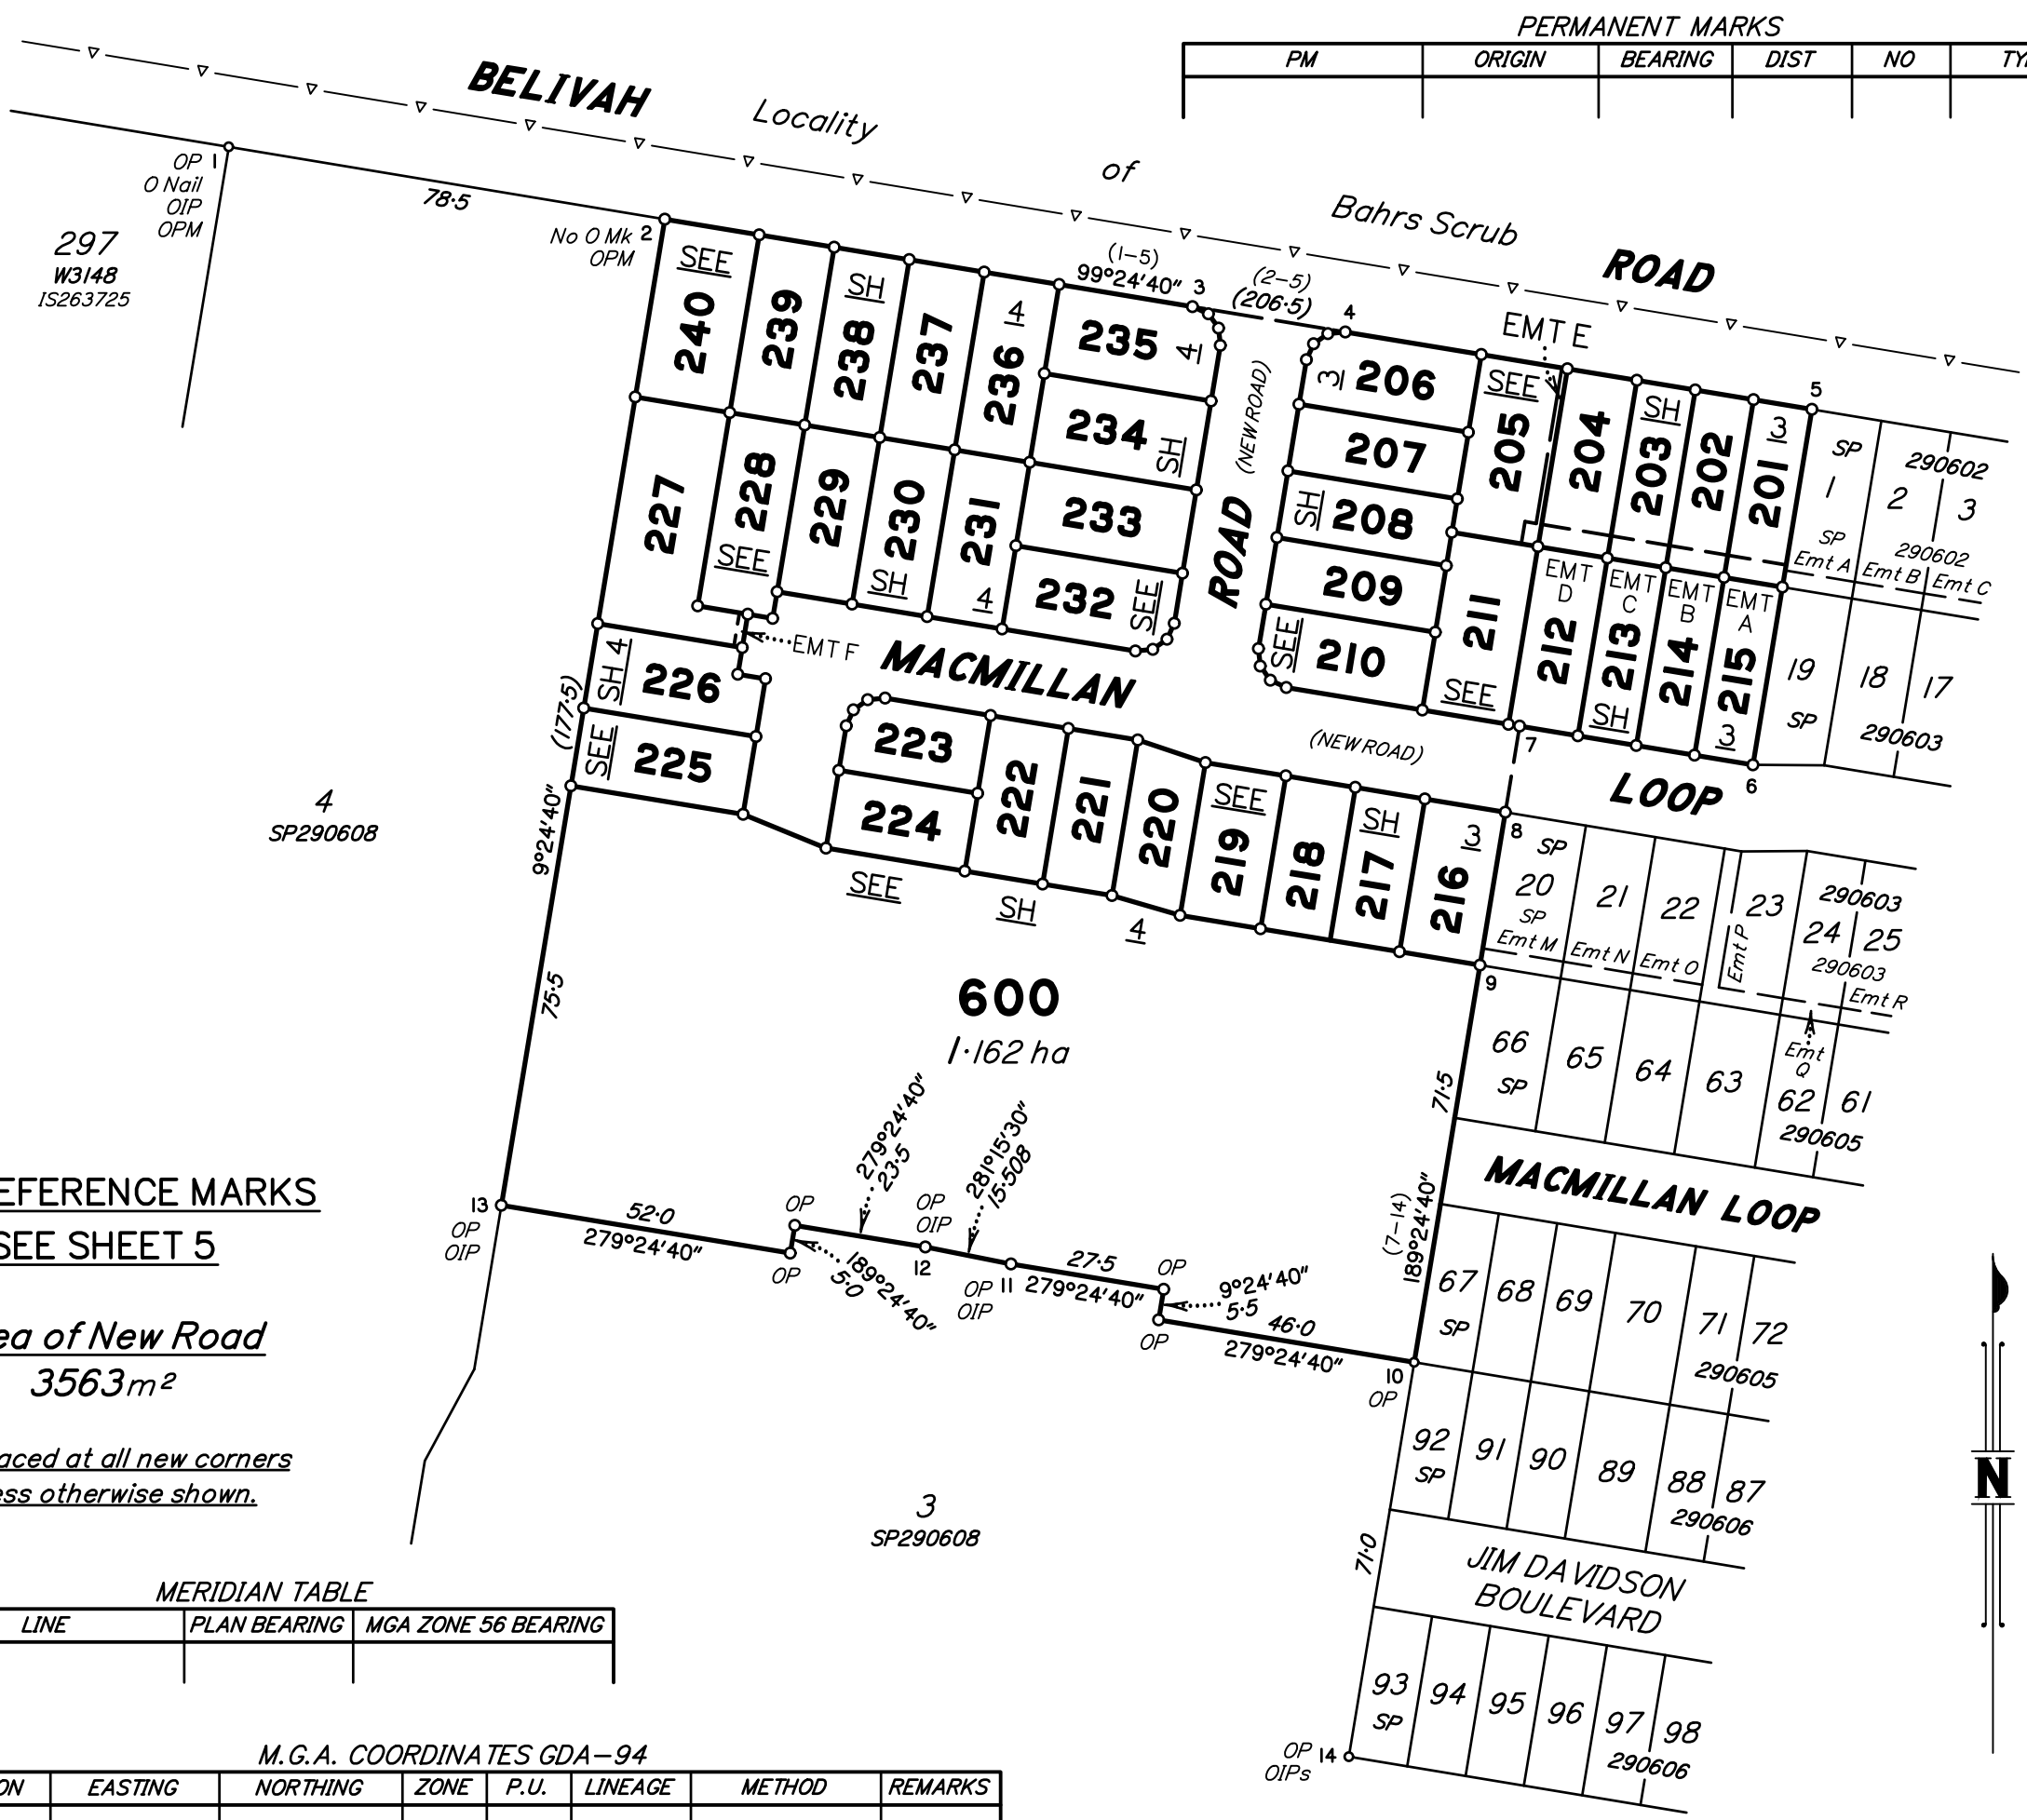 PERMANENT MARKS
PM ORIGIN BEARING DIST NO
BELIVAH
Locality
of
Bahrs Scrub
ROAD
OP 1
O Nail
OIP
OPM
78·5
297
W3148
IS263725
No O Mk 2
OPM
(1-5)
99°24'40" 3
(2-5)
(206·5)
4
EMT E
5
SEE
240
239
SH
238
237
4
236
235
4
234
SH
233
232
SEE
227
228
SEE
229
230
SH
231
4
(NEW ROAD)
ROAD
3
206
207
SH
208
209
SEE
210
SEE
205
204
SH
203
202
3
201
211
SEE
EMT
D
212
EMT
C
213
SH
EMT
B
214
EMT
A
215
3
SP
1
2
290602
3
SP
290602
Emt A
Emt B
Emt C
19
18
17
SP
290603
EMT F
MACMILLAN
(NEW ROAD)
LOOP
7
6
SH 4
226
SEE
225
(177·5)
9°24'40"
75·5
4
SP290608
223
224
222
221
220
SEE
219
218
SH
217
3
216
SEE
SH
4
8
SP
20
SP
Emt M
21
Emt N
22
Emt O
23
Emt P
290603
24
25
290603
Emt R
9
66
SP
65
64
63
Emt
Q
62
61
290605
600
1·162 ha
71·5
MACMILLAN LOOP
(7-14)
189°24'40"
67
SP
68
69
70
71
72
290605
279°24'40"
23·5
281°15'30"
15·508
EFERENCE MARKS
SEE SHEET 5
13
OP
OIP
52·0
279°24'40"
OP
OP
189°24'40"
5·0
OP
OIP
12
OP 11
OIP
27·5
279°24'40"
OP
9°24'40"
5·5
OP
46·0
279°24'40"
10
OP
ea of New Road
3563m²
aced at all new corners
ess otherwise shown.
3
SP290608
92
SP
91
90
89
88
87
290606
71·0
JIM DAVIDSON
BOULEVARD
93
SP
94
95
96
97
98
290606
OP 14
OIPs
N
MERIDIAN TABLE
LINE PLAN BEARING MGA ZONE 56 BEARING
M.G.A. COORDINATES GDA-94
ON EASTING NORTHING ZONE P.U. LINEAGE METHOD REMARKS